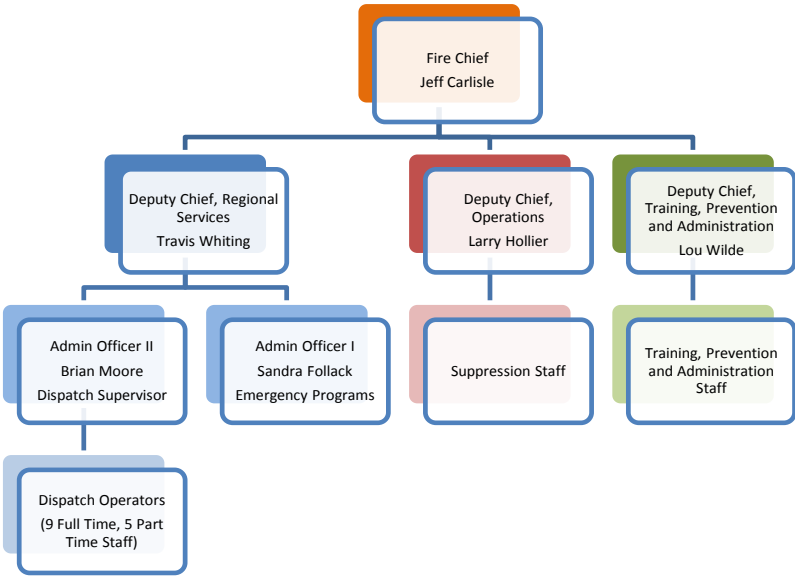 Fire Chief
Jeff Carlisle
Deputy Chief, Regional
Services
Travis Whiting
Deputy Chief,
Operations
Larry Hollier
Deputy Chief,
Training, Prevention
and Administration
Lou Wilde
Admin Officer II
Brian Moore
Dispatch Supervisor
Admin Officer I
Sandra Follack
Emergency Programs
Suppression Staff
Training, Prevention
and Administration
Staff
Dispatch Operators
(9 Full Time, 5 Part
Time Staff)